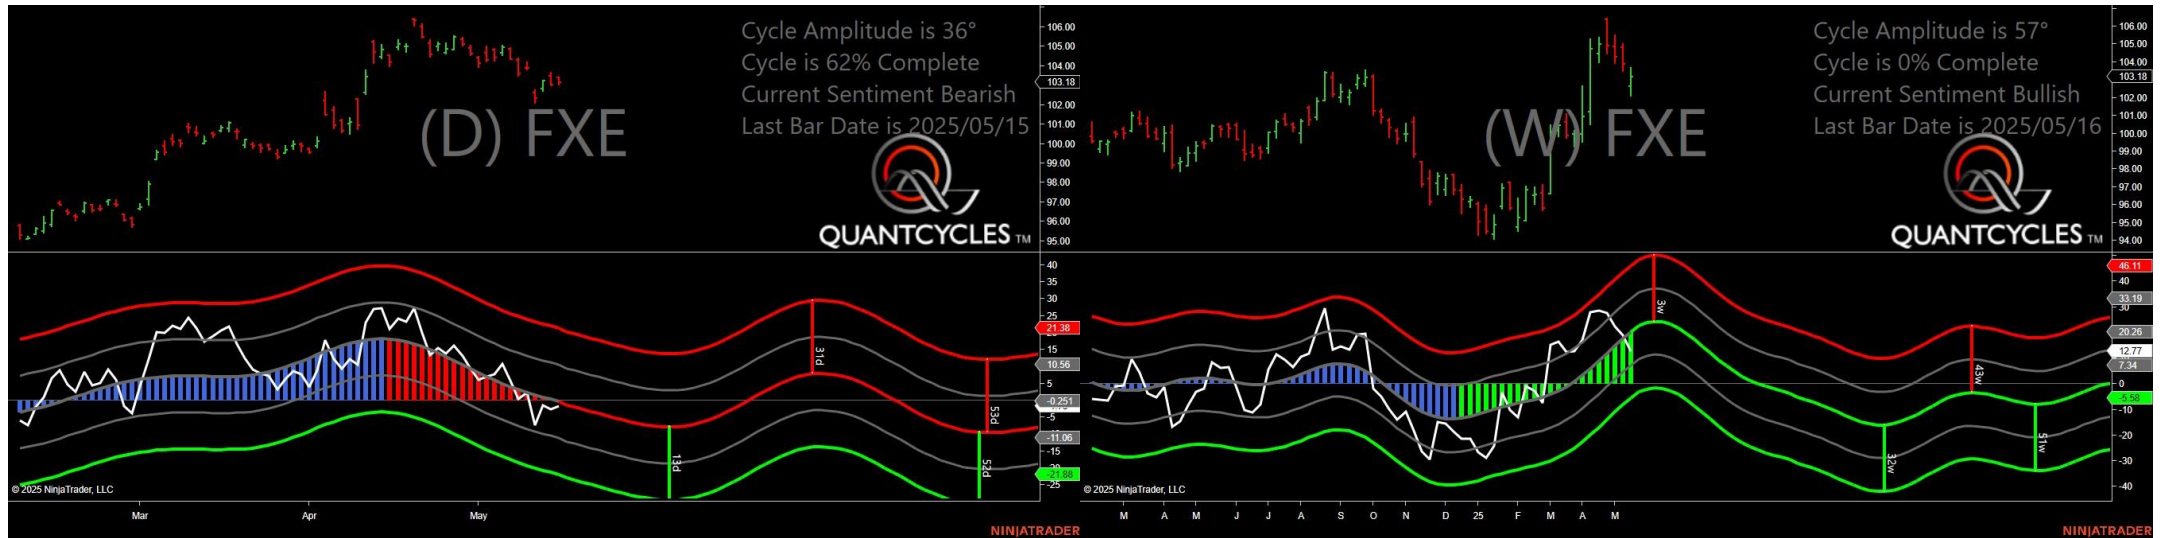 Cycle Amplitude is 36°
Cycle is 62% Complete
Current Sentiment Bearish
Last Bar Date is 2025/05/15
(D) FXE
QUANTCYCLES TM
106.00
105.00
104.00
103.18
102.00
101.00
100.00
99.00
98.00
97.00
96.00
95.00
40
35
30
25
21.38
15
10.56
5
-0.251
-5
-11.06
-15
-20
-21.88
-25
31d
53d
13d
52d
© 2025 NinjaTrader, LLC
Mar
Apr
May
NINJATRADER
Cycle Amplitude is 57°
Cycle is 0% Complete
Current Sentiment Bullish
Last Bar Date is 2025/05/16
(W) FXE
QUANTCYCLES TM
106.00
105.00
104.00
103.18
102.00
101.00
100.00
99.00
98.00
97.00
96.00
95.00
94.00
46.11
33.19
30
20.26
12.77
7.34
0
-5.58
-10
-20
-30
-40
3w
43w
32w
51w
© 2025 NinjaTrader, LLC
M
A
M
J
J
A
S
O
N
D
25
F
M
A
M
NINJATRADER